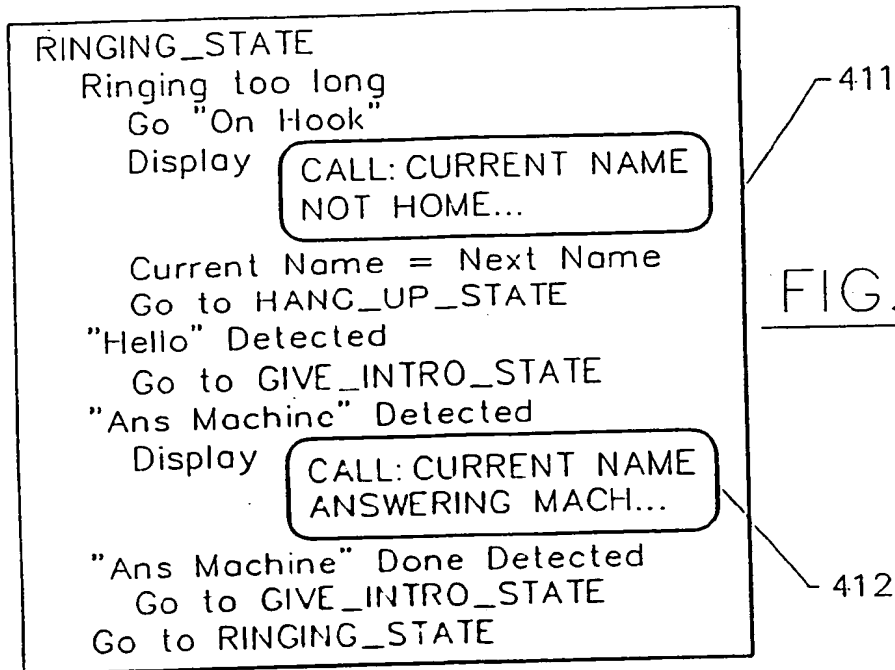 RINGING_STATE
Ringing too long
Go "On Hook"
Display
CALL: CURRENT NAME
NOT HOME...
Current Name = Next Name
Go to HANG_UP_STATE
"Hello" Detected
Go to GIVE_INTRO_STATE
"Ans Machine" Detected
Display
CALL: CURRENT NAME
ANSWERING MACH...
"Ans Machine" Done Detected
Go to GIVE_INTRO_STATE
Go to RINGING_STATE
411
FIG.
412